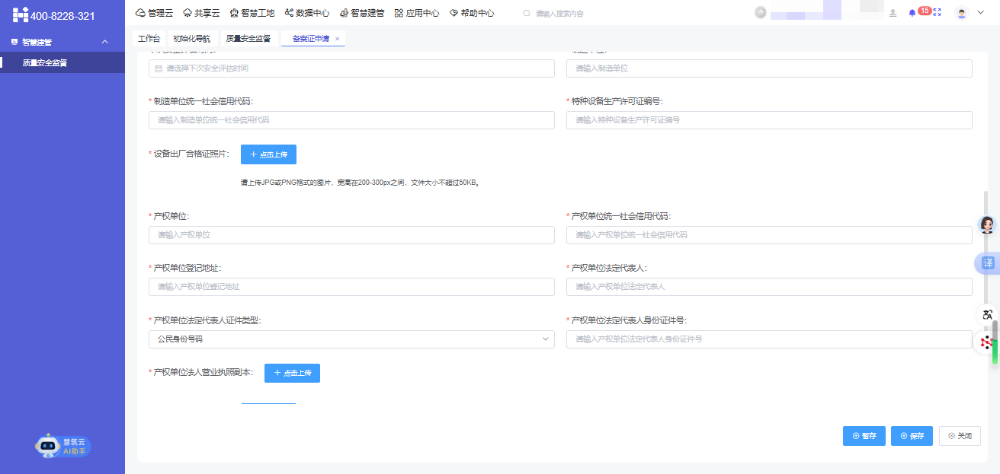 400-8228-321
管理云 共享云 智慧工地 数据中心 智慧建管 应用中心 帮助中心 请输入搜索内容 15
智慧建管
质量安全监督
工作台 初始化导航 质量安全监督 备案证申请 ×
请选择下次安全评估时间 请输入制造单位
* 制造单位统一社会信用代码: * 特种设备生产许可证编号:
请输入制造单位统一社会信用代码 请输入特种设备生产许可证编号
* 设备出厂合格证照片: + 点击上传
请上传JPG或PNG格式的图片，宽高在200-300px之间，文件大小不超过50KB。
* 产权单位: * 产权单位统一社会信用代码:
请输入产权单位 请输入产权单位统一社会信用代码
* 产权单位登记地址: * 产权单位法定代表人:
请输入产权单位登记地址 请输入产权单位法定代表人
* 产权单位法定代表人证件类型: * 产权单位法定代表人身份证件号:
公民身份号码 请输入产权单位法定代表人身份证件号
* 产权单位法人营业执照副本: + 点击上传
译
暂存 保存 关闭
慧筑云
AI助手